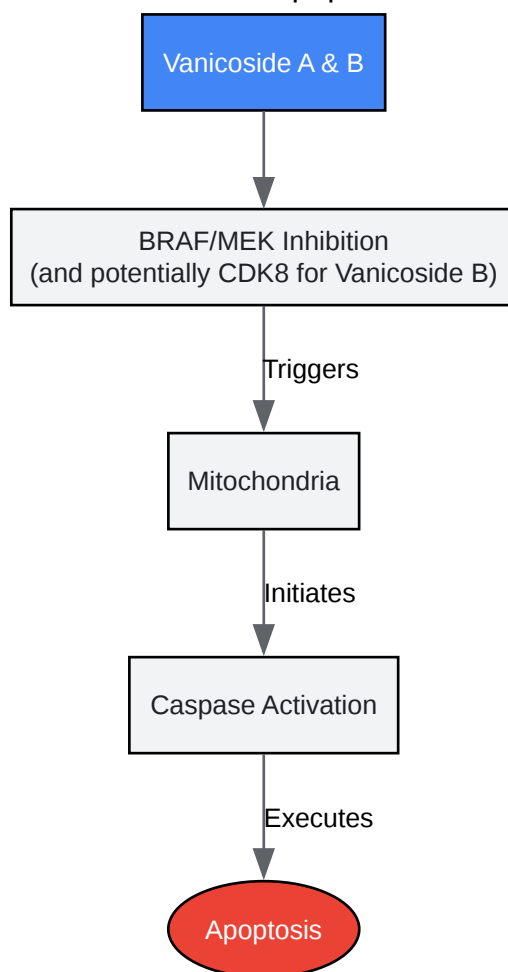 Vanicoside A & B
BRAF/MEK Inhibition
(and potentially CDK8 for Vanicoside B)
Triggers
Mitochondria
Initiates
Caspase Activation
Executes
Apoptosis